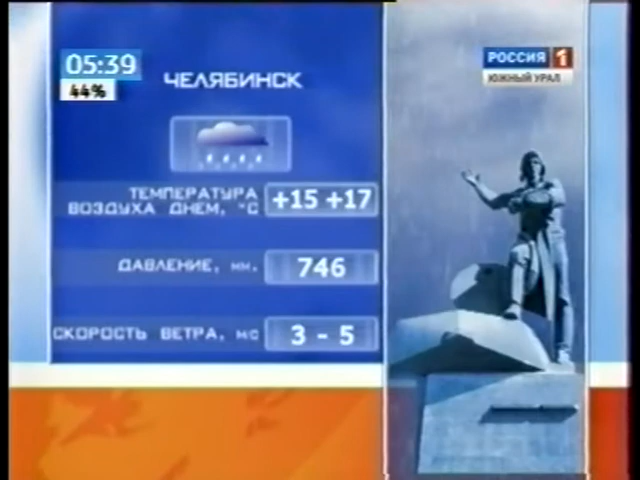 05:39
44%
ЧЕЛЯБИНСК
РОССИЯ 1
ЮЖНЫЙ УРАЛ
ТЕМПЕРАТУРА
ВОЗДУХА ДНЕМ, °С
+15 +17
ДАВЛЕНИЕ, мм.
746
СКОРОСТЬ ВЕТРА, м/с
3 - 5